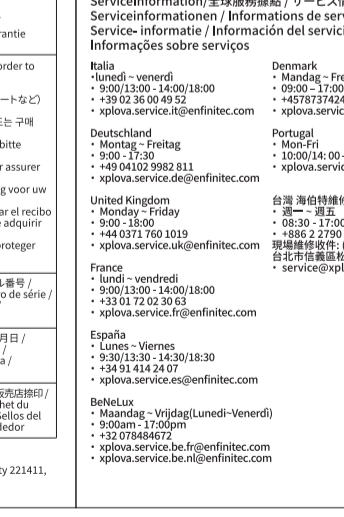 rantie
order to
ートなど)
또는 구매
bitte
r assurer
g voor uw
ar el recibo
e adquirir
proteger
ル番号 /
ro de série /
月日 /
/
a /
販売店捺印 /
het du
Sellos del
dedor
ty 221411,
ServiceInformation/全球服務據點 / サービス情
Serviceinformationen / Informations de serv
Service- informatie / Información del servici
Informações sobre serviços
Italia
•lunedì ~ venerdì
• 9:00/13:00 - 14:00/18:00
• +39 02 36 00 49 52
• xplova.service.it@enfinitec.com
Deutschland
• Montag ~ Freitag
• 9:00 - 17:30
• +49 04102 9982 811
• xplova.service.de@enfinitec.com
United Kingdom
• Monday ~ Friday
• 9:00 - 18:00
• +44 0371 760 1019
• xplova.service.uk@enfinitec.com
France
• lundi ~ vendredi
• 9:00/13:00 - 14:00/18:00
• +33 01 72 02 30 63
• xplova.service.fr@enfinitec.com
España
• Lunes ~ Viernes
• 9:30/13:30 - 14:30/18:30
• +34 91 414 24 07
• xplova.service.es@enfinitec.com
BeNeLux
• Maandag ~ Vrijdag(Lunedi~Venerdì)
• 9:00am - 17:00pm
• +32 078484672
• xplova.service.be.fr@enfinitec.com
• xplova.service.be.nl@enfinitec.com
Denmark
• Mandag ~ Fre
• 09:00 – 17:00
• +4578737424
• xplova.servic
Portugal
• Mon-Fri
• 10:00/14: 00 -
• xplova.servic
台灣 海伯特維修
• 週一 ~ 週五
• 08:30 - 17:00
• +886 2 2790
現場維修收件: (
台北市信義區松
• service@xpl